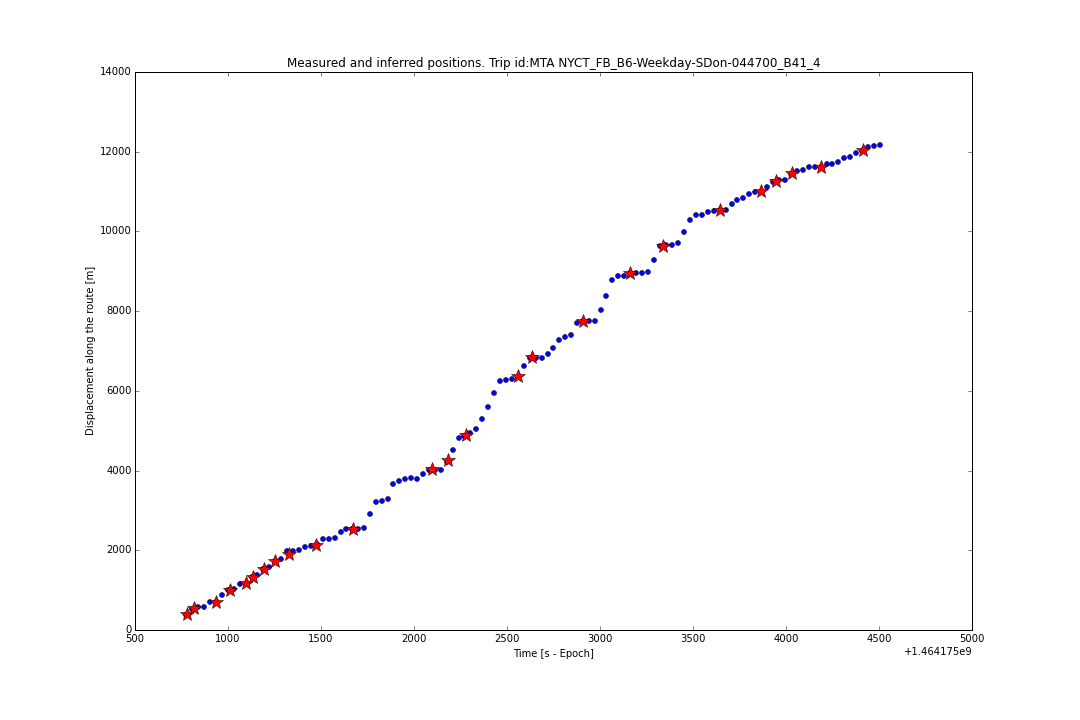 Measured and inferred positions. Trip id:MTA NYCT_FB_B6-Weekday-SDon-044700_B41_4
14000
12000
10000
8000
6000
4000
2000
0
Displacement along the route [m]
500 1000 1500 2000 2500 3000 3500 4000 4500 5000
Time [s - Epoch]
+1.464175e9